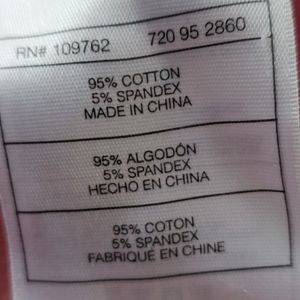 RN# 109762 720 95 2860
95% COTTON
5% SPANDEX
MADE IN CHINA
95% ALGODÓN
5% SPANDEX
HECHO EN CHINA
95% COTON
5% SPANDEX
FABRIQUÉ EN CHINE